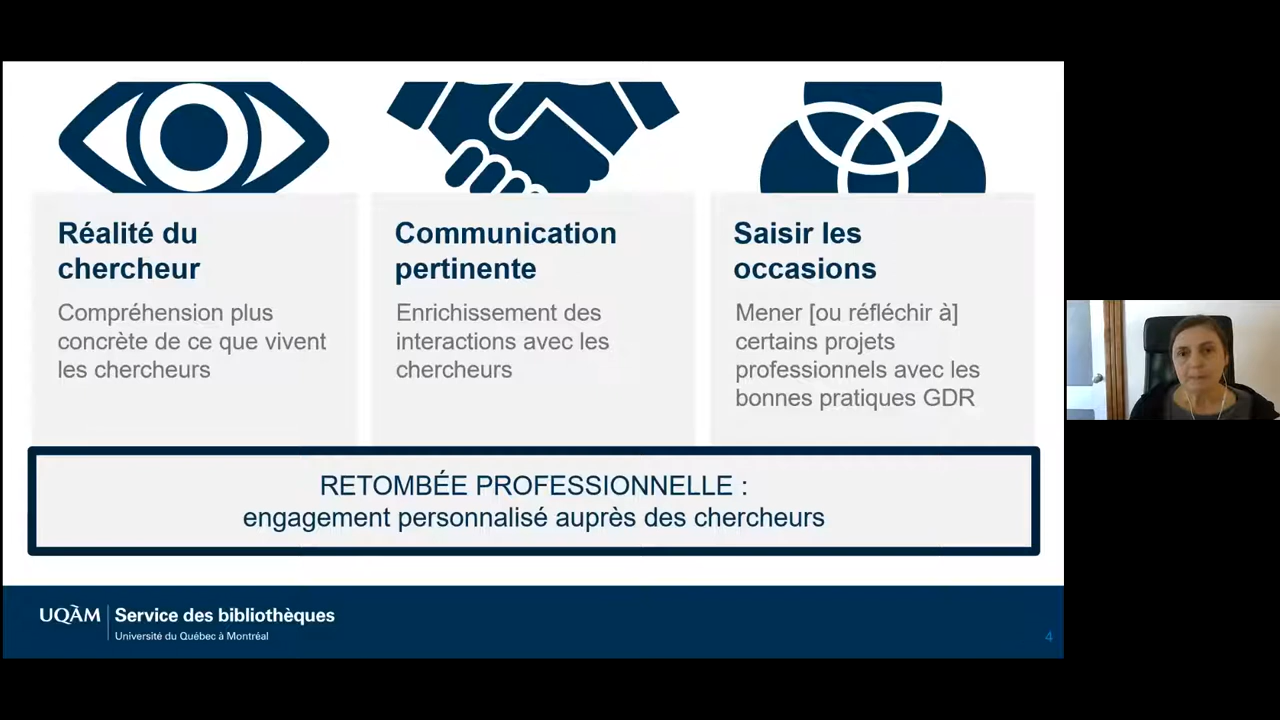 Réalité du
chercheur
Compréhension plus
concrète de ce que vivent
les chercheurs
Communication
pertinente
Enrichissement des
interactions avec les
chercheurs
Saisir les
occasions
Mener [ou réfléchir à]
certains projets
professionnels avec les
bonnes pratiques GDR
RETOMBÉE PROFESSIONNELLE :
engagement personnalisé auprès des chercheurs
UQÀM Service des bibliothèques
Université du Québec à Montréal
4